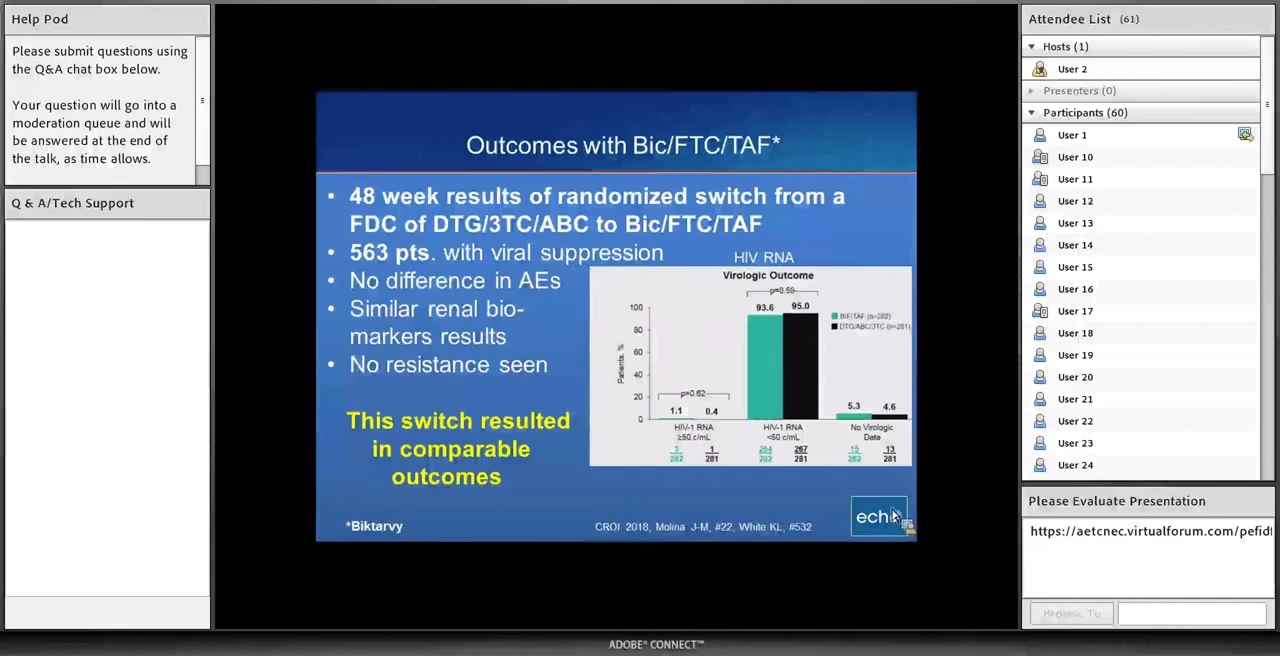 Help Pod
Please submit questions using
the Q&A chat box below.
Your question will go into a
moderation queue and will
be answered at the end of
the talk, as time allows.
Q & A/Tech Support
Outcomes with Bic/FTC/TAF*
• 48 week results of randomized switch from a
FDC of DTG/3TC/ABC to Bic/FTC/TAF
• 563 pts. with viral suppression
• No difference in AEs
• Similar renal bio-
markers results
• No resistance seen
This switch resulted
in comparable
outcomes
HIV RNA
Virologic Outcome
p=0.59
93.6 95.0
B/F/TAF (n=282)
DTG/ABC/3TC (n=281)
Patients, %
100
80
60
40
20
0
p=0.62
1.1 0.4
5.3 4.6
HIV-1 RNA
≥50 c/mL
HIV-1 RNA
<50 c/mL
No Virologic
Data
3 1 264 267 15 13
282 281 282 281 282 281
*Biktarvy
CROI 2018, Molina J-M, #22, White KL, #532
Attendee List (61)
Hosts (1)
User 2
Presenters (0)
Participants (60)
User 1
User 10
User 11
User 12
User 13
User 14
User 15
User 16
User 17
User 18
User 19
User 20
User 21
User 22
User 23
User 24
Please Evaluate Presentation
https://aetcnec.virtualforum.com/pefid
Browse To
ADOBE® CONNECT™